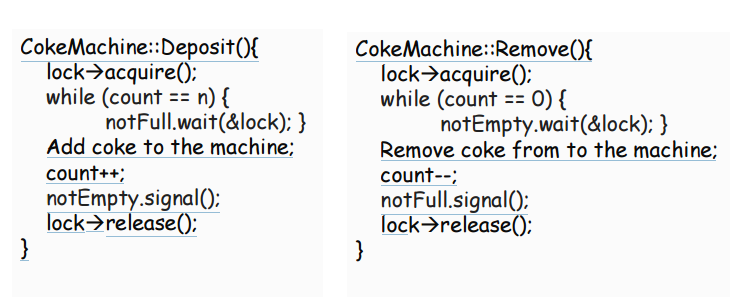 CokeMachine::Deposit(){
lock→acquire();
while (count == n) {
notFull.wait(&lock); }
Add coke to the machine;
count++;
notEmpty.signal();
lock→release();
}
CokeMachine::Remove(){
lock→acquire();
while (count == 0) {
notEmpty.wait(&lock); }
Remove coke from to the machine;
count--;
notFull.signal();
lock→release();
}